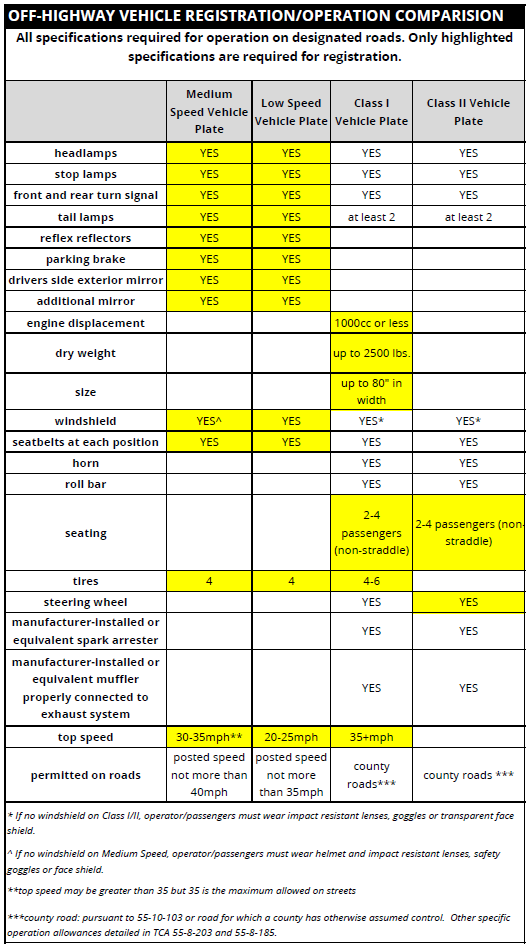 OFF-HIGHWAY VEHICLE REGISTRATION/OPERATION COMPARISION
All specifications required for operation on designated roads. Only highlighted
specifications are required for registration.
Medium Speed Vehicle Plate Low Speed Vehicle Plate Class I Vehicle Plate Class II Vehicle Plate
headlamps YES YES YES YES
stop lamps YES YES YES YES
front and rear turn signal YES YES YES YES
tail lamps YES YES at least 2 at least 2
reflex reflectors YES YES
parking brake YES YES
drivers side exterior mirror YES YES
additional mirror YES YES
engine displacement 1000cc or less
dry weight up to 2500 lbs.
size up to 80" in width
windshield YES^ YES YES* YES*
seatbelts at each position YES YES YES YES
horn YES YES
roll bar YES YES
seating 2-4 passengers (non-straddle) 2-4 passengers (non-straddle)
tires 4 4 4-6
steering wheel YES YES
manufacturer-installed or equivalent spark arrester YES YES
manufacturer-installed or equivalent muffler properly connected to exhaust system YES YES
top speed 30-35mph** 20-25mph 35+mph
permitted on roads posted speed not more than 40mph posted speed not more than 35mph county roads*** county roads ***
* If no windshield on Class I/II, operator/passengers must wear impact resistant lenses, goggles or transparent face
shield.
^ If no windshield on Medium Speed, operator/passengers must wear helmet and impact resistant lenses, safety
goggles or face shield.
**top speed may be greater than 35 but 35 is the maximum allowed on streets
***county road: pursuant to 55-10-103 or road for which a county has otherwise assumed control. Other specific
operation allowances detailed in TCA 55-8-203 and 55-8-185.